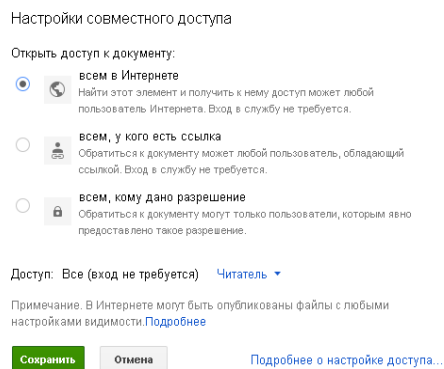 Настройки совместного доступа
Открыть доступ к документу:
всем в Интернете
Найти этот элемент и получить к нему доступ может любой
пользователь Интернета. Вход в службу не требуется.
всем, у кого есть ссылка
Обратиться к документу может любой пользователь, обладающий
ссылкой. Вход в службу не требуется.
всем, кому дано разрешение
Обратиться к документу могут только пользователи, которым явно
предоставлено такое разрешение.
Доступ: Все (вход не требуется) Читатель
Примечание. В Интернете могут быть опубликованы файлы с любыми
настройками видимости.Подробнее
Сохранить Отмена Подробнее о настройке доступа...